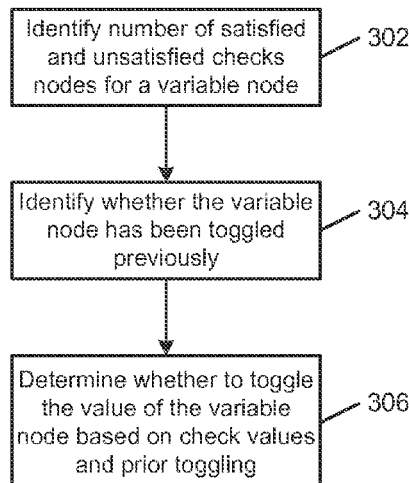 Identify number of satisfied
and unsatisfied checks
nodes for a variable node
302
Identify whether the variable
node has been toggled
previously
304
Determine whether to toggle
the value of the variable
node based on check values
and prior toggling
306